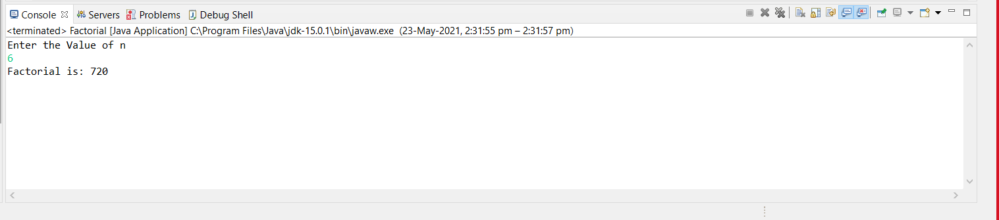 Console Servers Problems Debug Shell
<terminated> Factorial [Java Application] C:\Program Files\Java\jdk-15.0.1\bin\javaw.exe (23-May-2021, 2:31:55 pm – 2:31:57 pm)
Enter the Value of n
6
Factorial is: 720